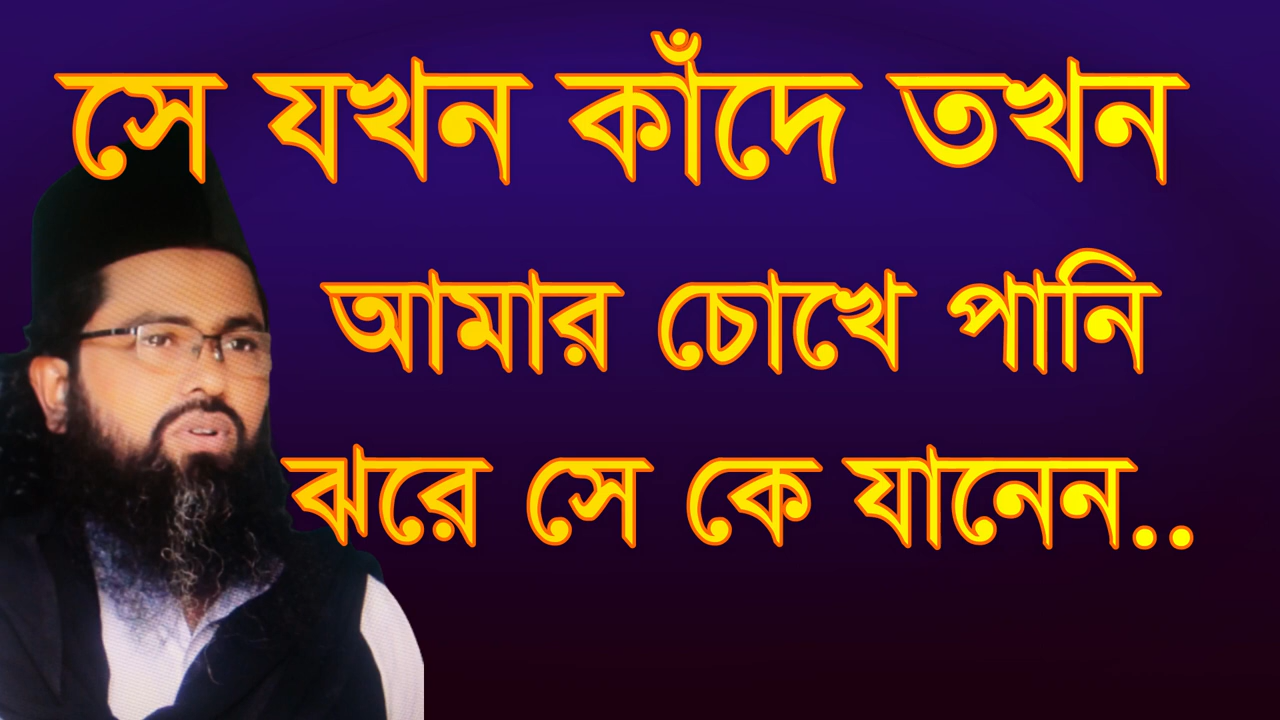 সে যখন কাঁদে তখন
আমার চোখে পানি
ঝরে সে কে যানেন..